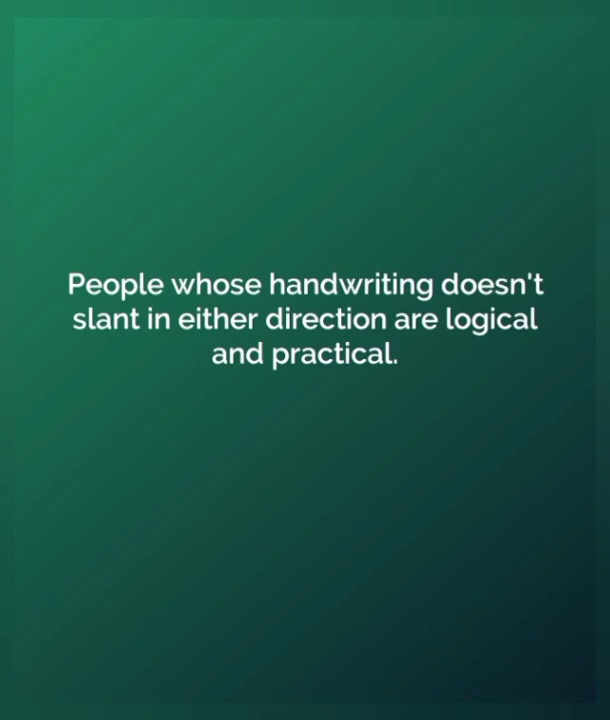 People whose handwriting doesn't
slant in either direction are logical
and practical.